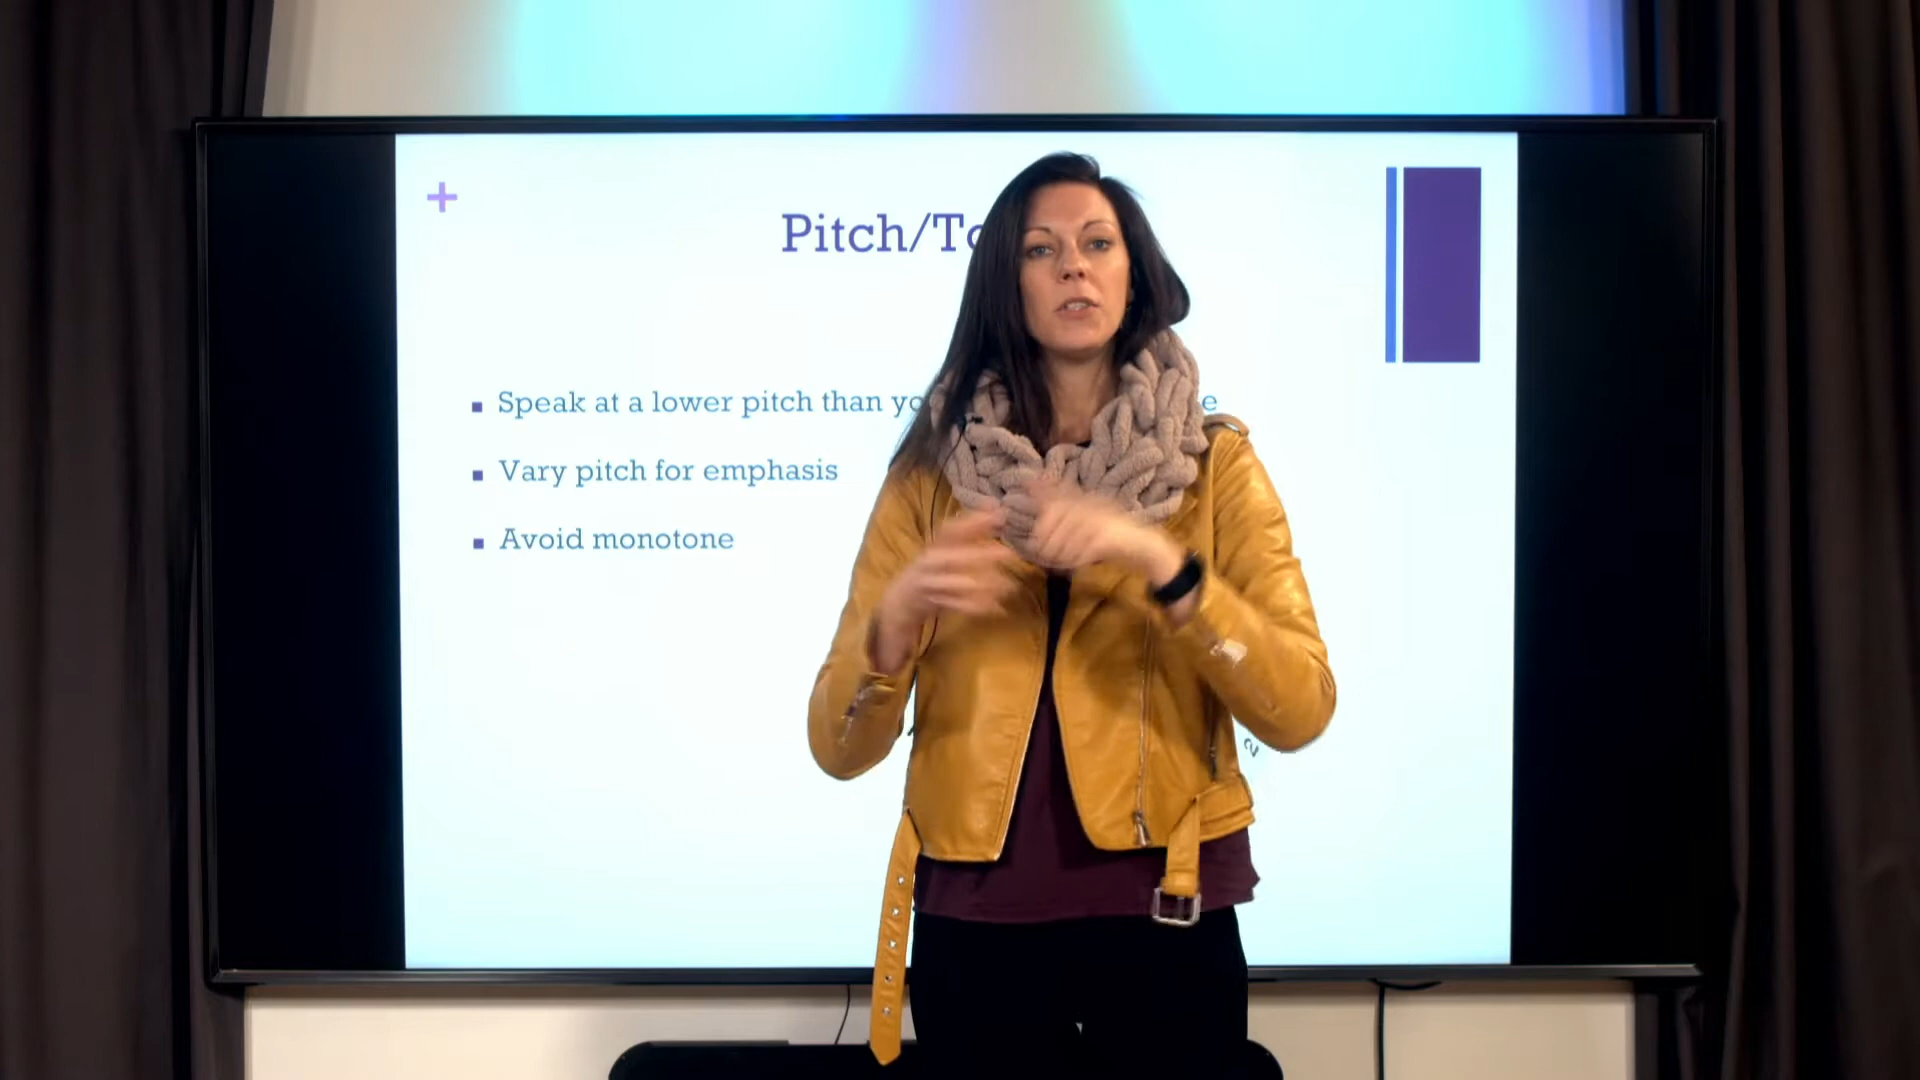 +
Pitch/To
Speak at a lower pitch than yo
Vary pitch for emphasis
Avoid monotone